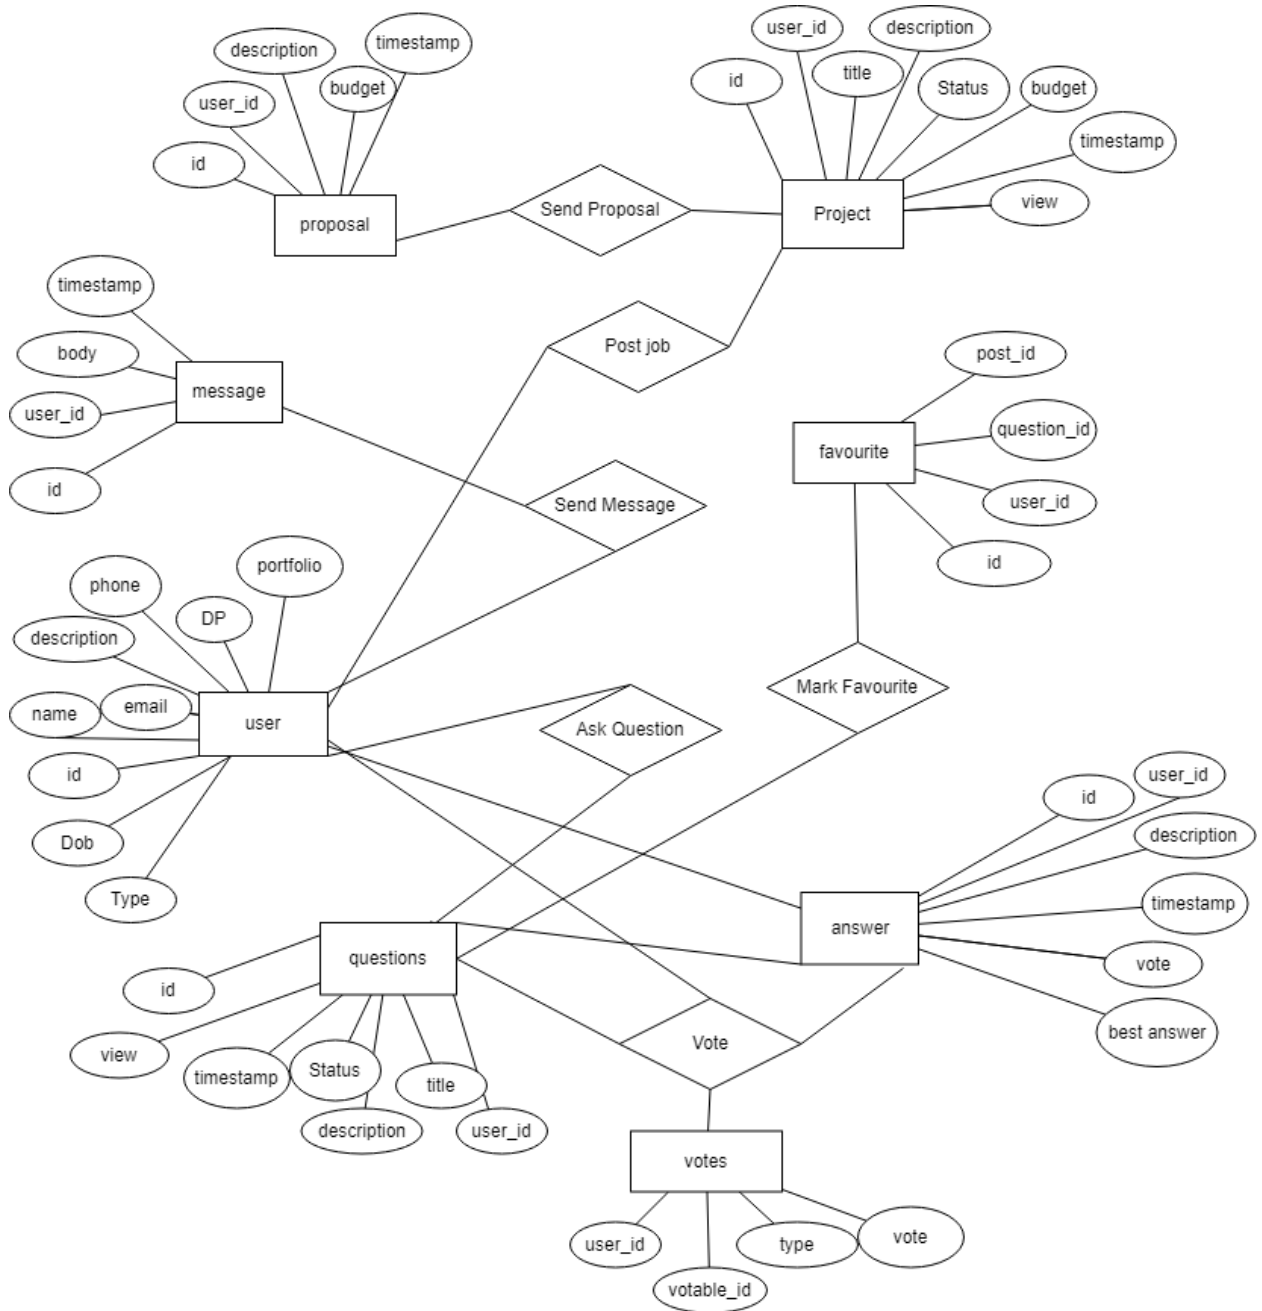 user_id
description
timestamp
description
title
id
Status
budget
budget
user_id
timestamp
id
view
Send Proposal
Project
proposal
timestamp
Post job
body
post_id
message
user_id
question_id
favourite
id
Send Message
user_id
portfolio
id
phone
DP
description
Mark Favourite
name
email
user
Ask Question
id
user_id
id
description
Dob
Type
timestamp
answer
questions
vote
id
best answer
view
Vote
timestamp
Status
title
description
user_id
votes
user_id
type
vote
votable_id